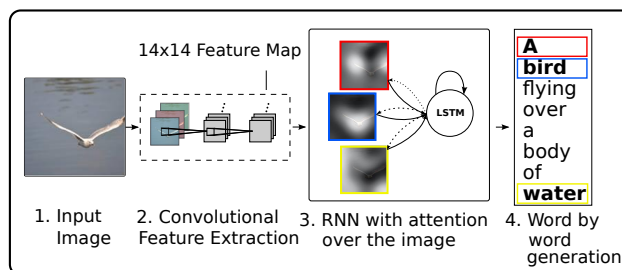 14x14 Feature Map
LSTM
A
bird
flying
over
a
body
of
water
1. Input
Image
2. Convolutional
Feature Extraction
3. RNN with attention
over the image
4. Word by
word
generation